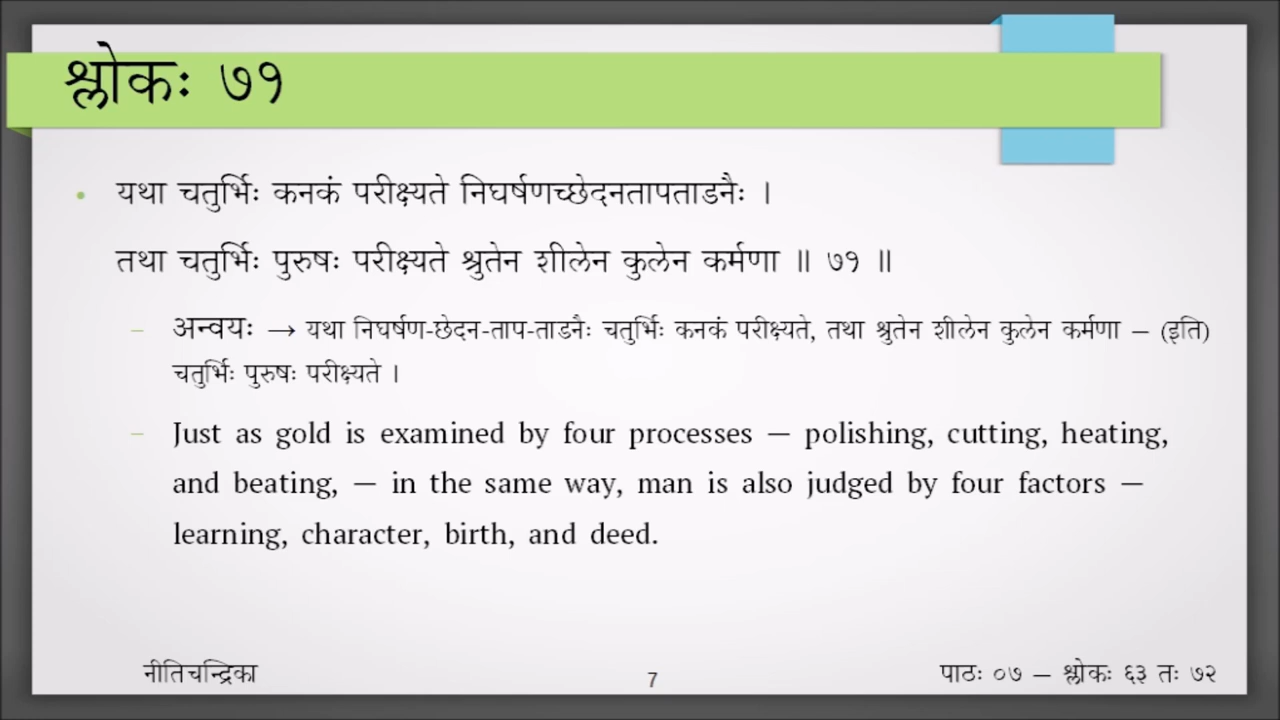 श्लोकः ७१
• यथा चतुर्भिः कनकं परीक्ष्यते निघर्षणच्छेदनतापताडनैः ।
तथा चतुर्भिः पुरुषः परीक्ष्यते श्रुतेन शीलेन कुलेन कर्मणा ॥ ७१ ॥
– अन्वयः → यथा निघर्षण-छेदन-ताप-ताडनैः चतुर्भिः कनकं परीक्ष्यते, तथा श्रुतेन शीलेन कुलेन कर्मणा – (इति)
चतुर्भिः पुरुषः परीक्ष्यते ।
– Just as gold is examined by four processes – polishing, cutting, heating,
and beating, – in the same way, man is also judged by four factors –
learning, character, birth, and deed.
नीतिचन्द्रिका 7 पाठः ०७ – श्लोकः ६३ तः ७२